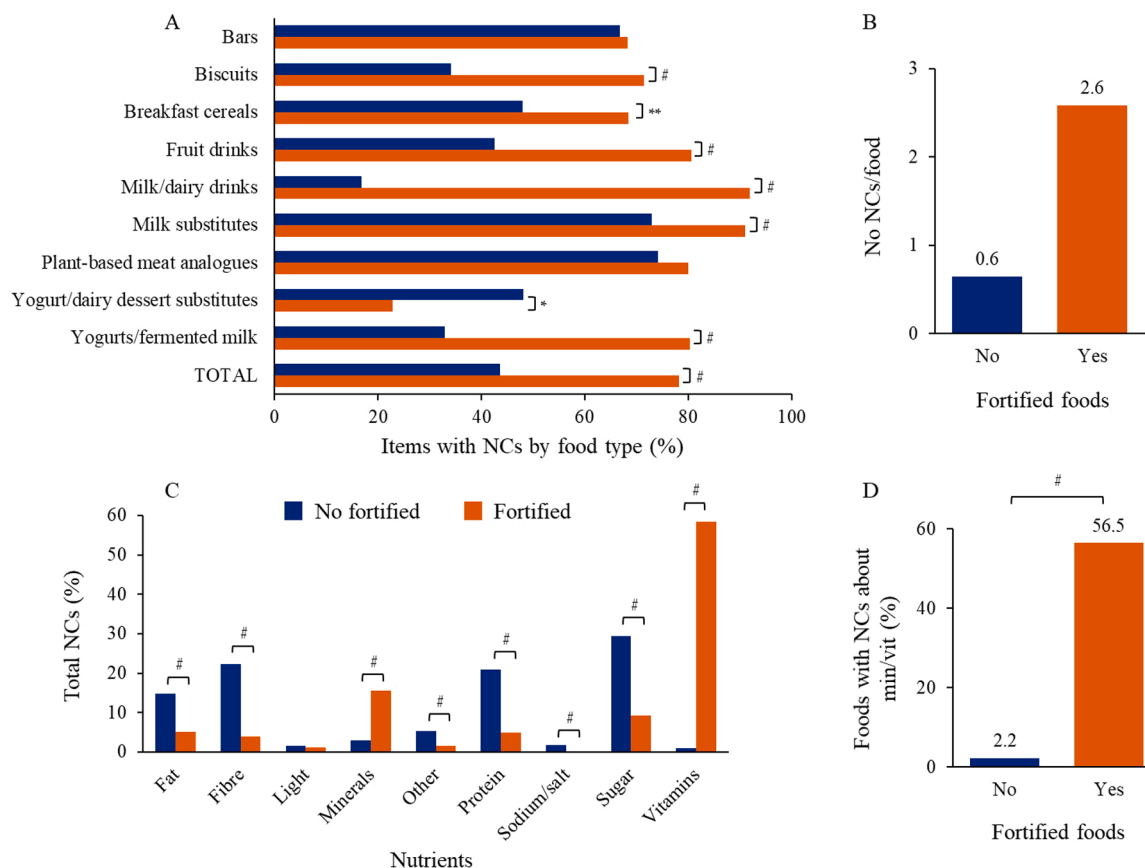 A
Bars
Biscuits
#
Breakfast cereals
**
Fruit drinks
#
Milk/dairy drinks
#
Milk substitutes
#
Plant-based meat analogues
Yogurt/dairy dessert substitutes
*
Yogurts/fermented milk
#
TOTAL
#
0 20 40 60 80 100
Items with NCs by food type (%)
B
No NCs/food
3
2
1
0
0.6
2.6
No Yes
Fortified foods
C
No fortified Fortified
Total NCs (%)
60
50
40
30
20
10
0
# # # # # # # #
Fat Fibre Light Minerals Other Protein Sodium/salt Sugar Vitamins
Nutrients
D
#
Foods with NCs about
min/vit (%)
60
40
20
0
2.2
56.5
No Yes
Fortified foods